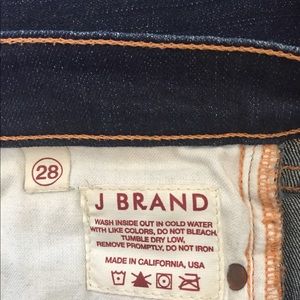 28
J BRAND
WASH INSIDE OUT IN COLD WATER
WITH LIKE COLORS, DO NOT BLEACH,
TUMBLE DRY LOW,
REMOVE PROMPTLY, DO NOT IRON
MADE IN CALIFORNIA, USA